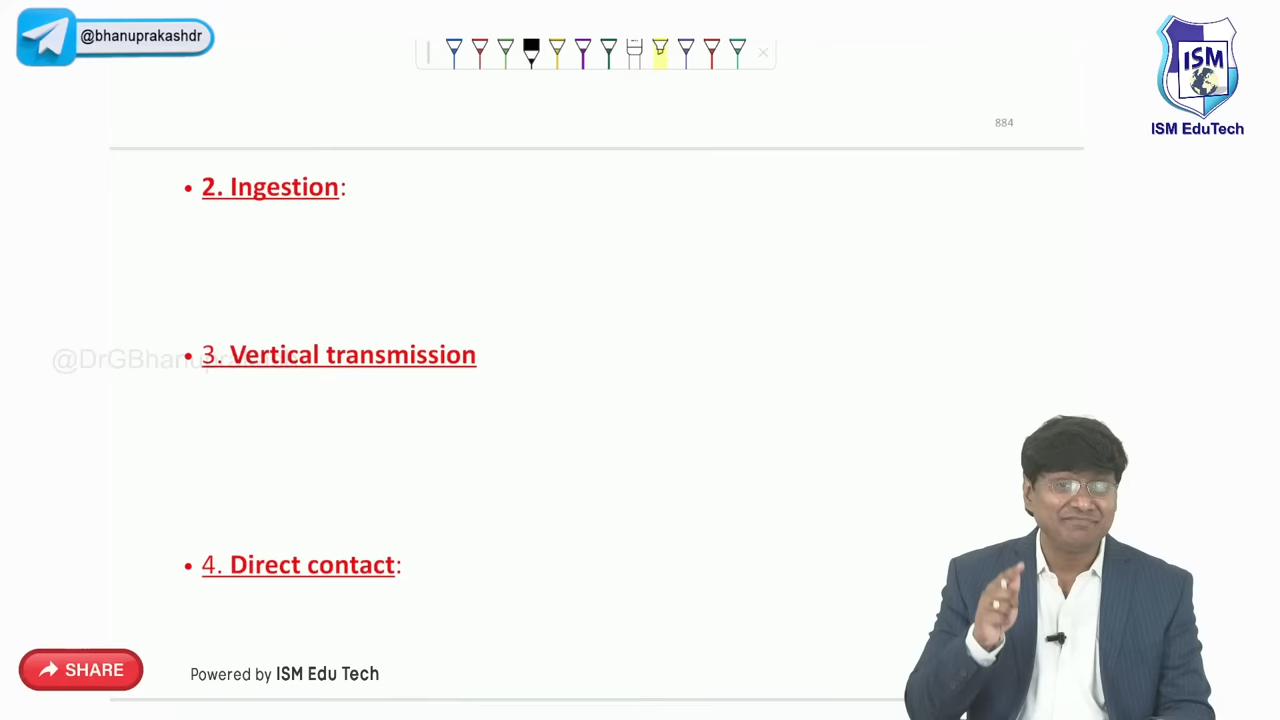 @bhanuprakashdr
ISM
ISM EduTech
884
• 2. Ingestion:
@DrGBhanuprakash
• 3. Vertical transmission
• 4. Direct contact:
SHARE
Powered by ISM Edu Tech